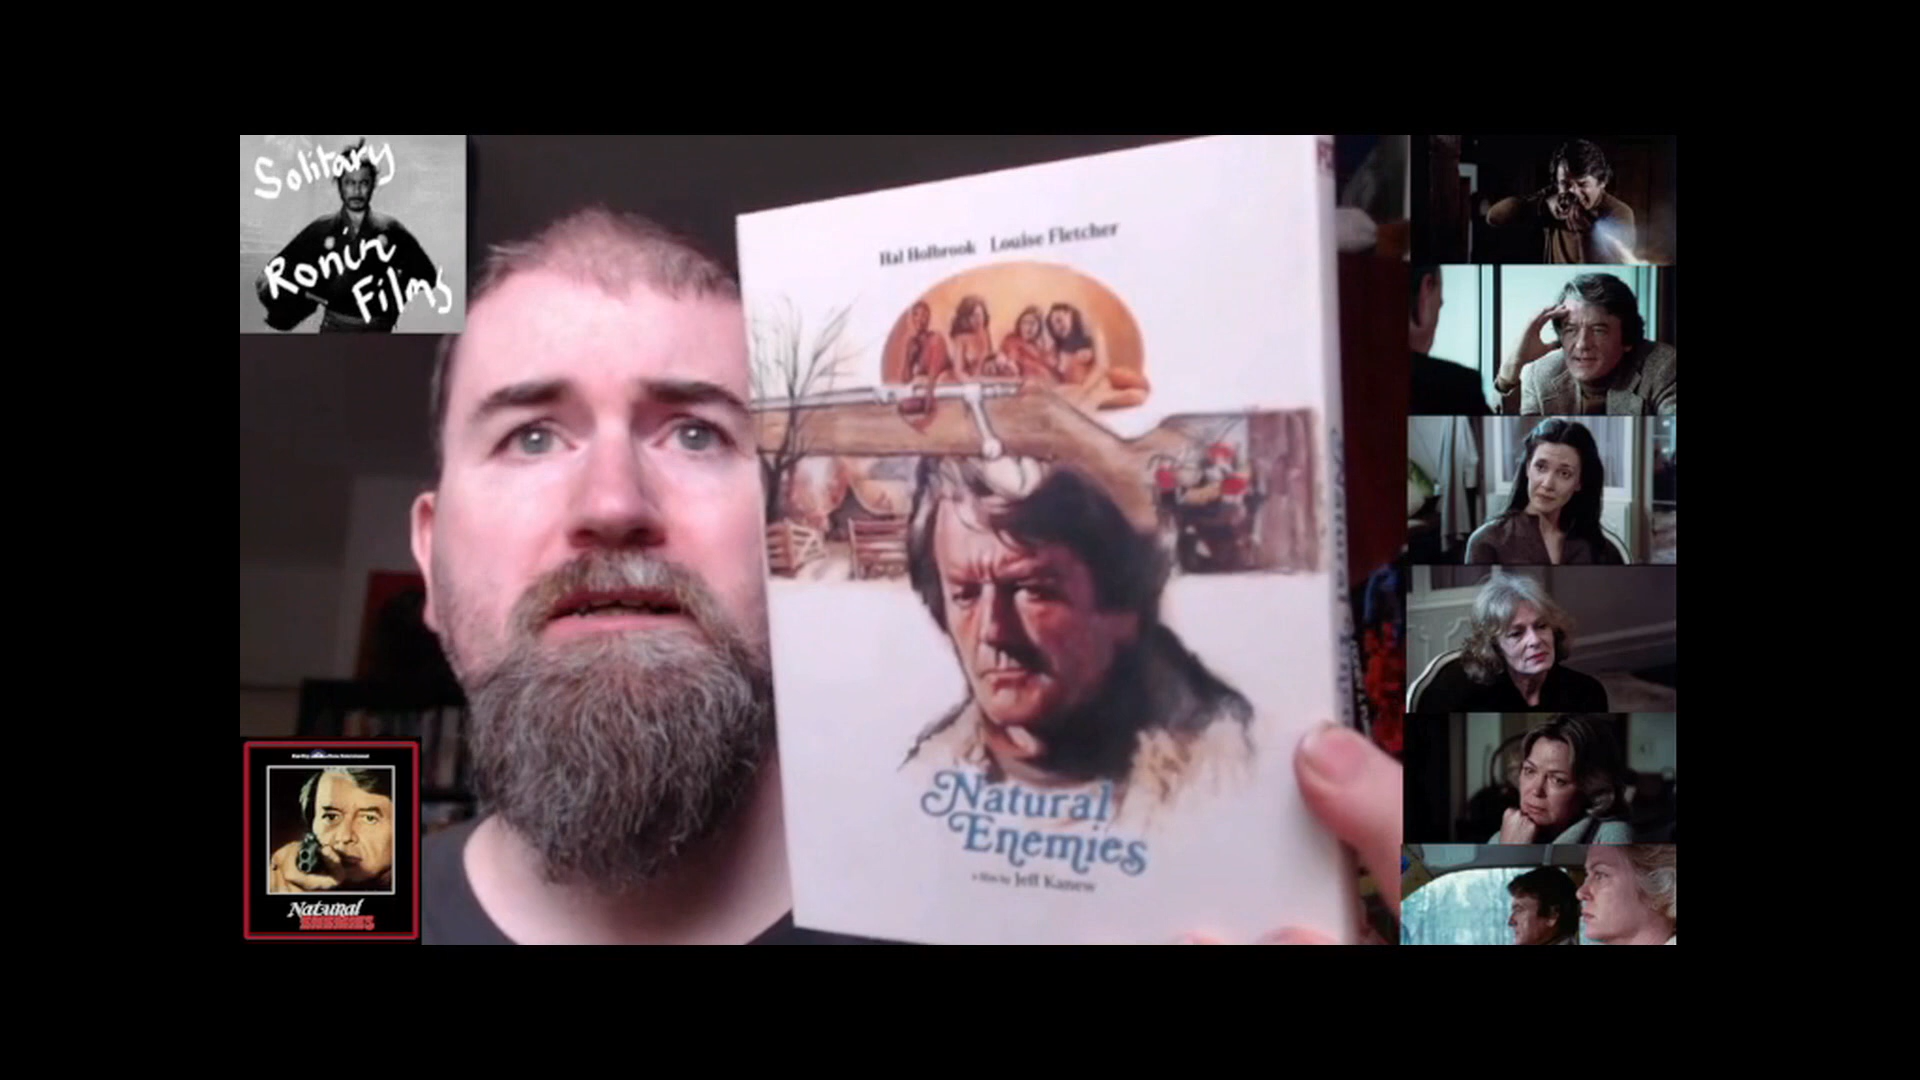 Solitary
Ronin
Films
Hal Holbrook Louise Fletcher
Natural
Enemies
a film by Jeff Kanew
Natural
ENEMIES